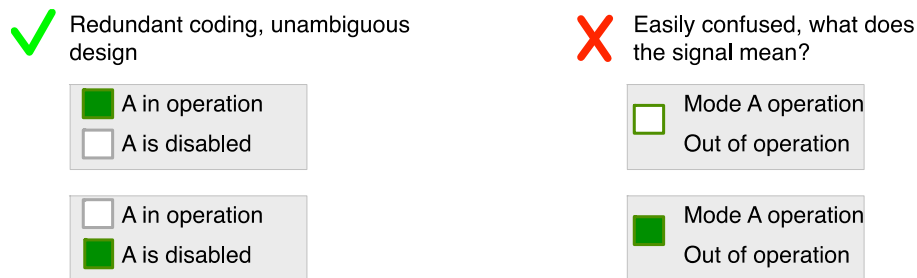 Redundant coding, unambiguous
design
A in operation
A is disabled
A in operation
A is disabled
Easily confused, what does
the signal mean?
Mode A operation
Out of operation
Mode A operation
Out of operation